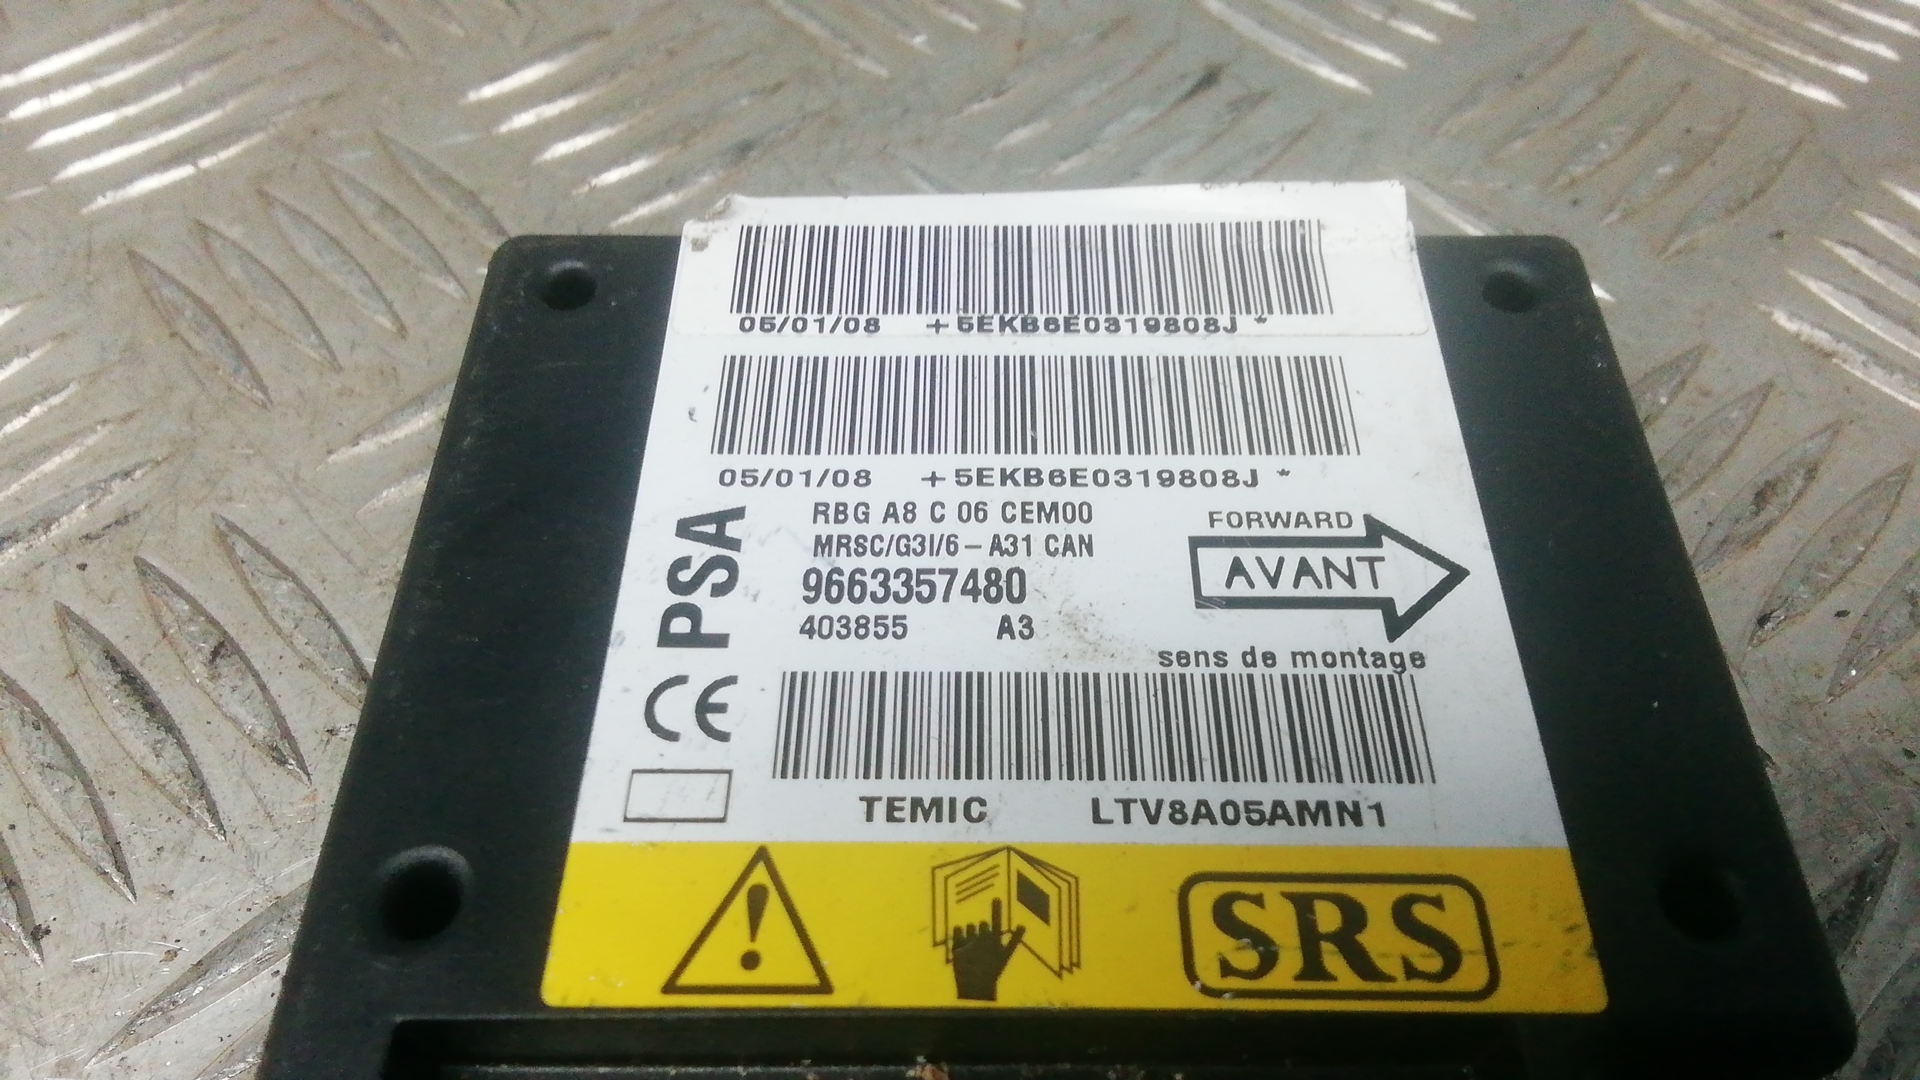 05/01/08 +5EKB6E0319808J *
05/01/08 +5EKB6E0319808J *
RBG A8 C 06 CEM00
MRSC/G3I/6-A31 CAN
9663357480
403855 A3
PSA
CE
FORWARD
AVANT
sens de montage
TEMIC LTV8A05AMN1
SRS